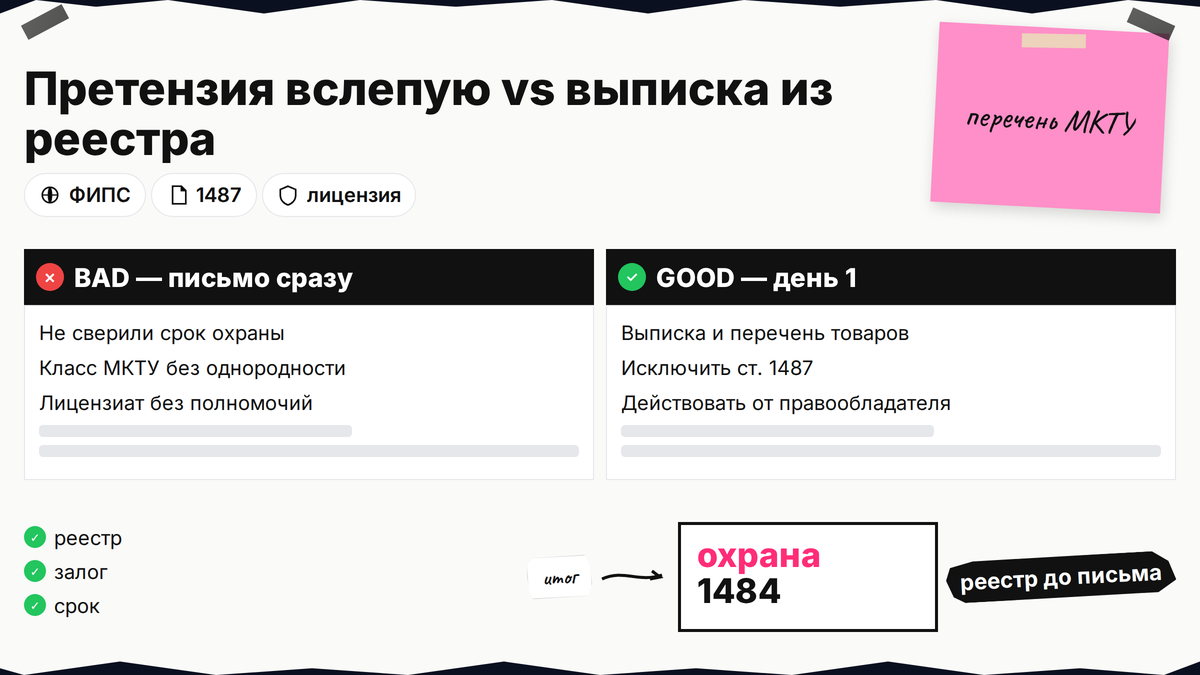 Претензия вслепую vs выписка из
реестра
перечень МКТУ
ФИПС
1487
лицензия
BAD — письмо сразу
Не сверили срок охраны
Класс МКТУ без однородности
Лицензиат без полномочий
GOOD — день 1
Выписка и перечень товаров
Исключить ст. 1487
Действовать от правообладателя
реестр
залог
срок
итог
охрана
1484
реестр до письма